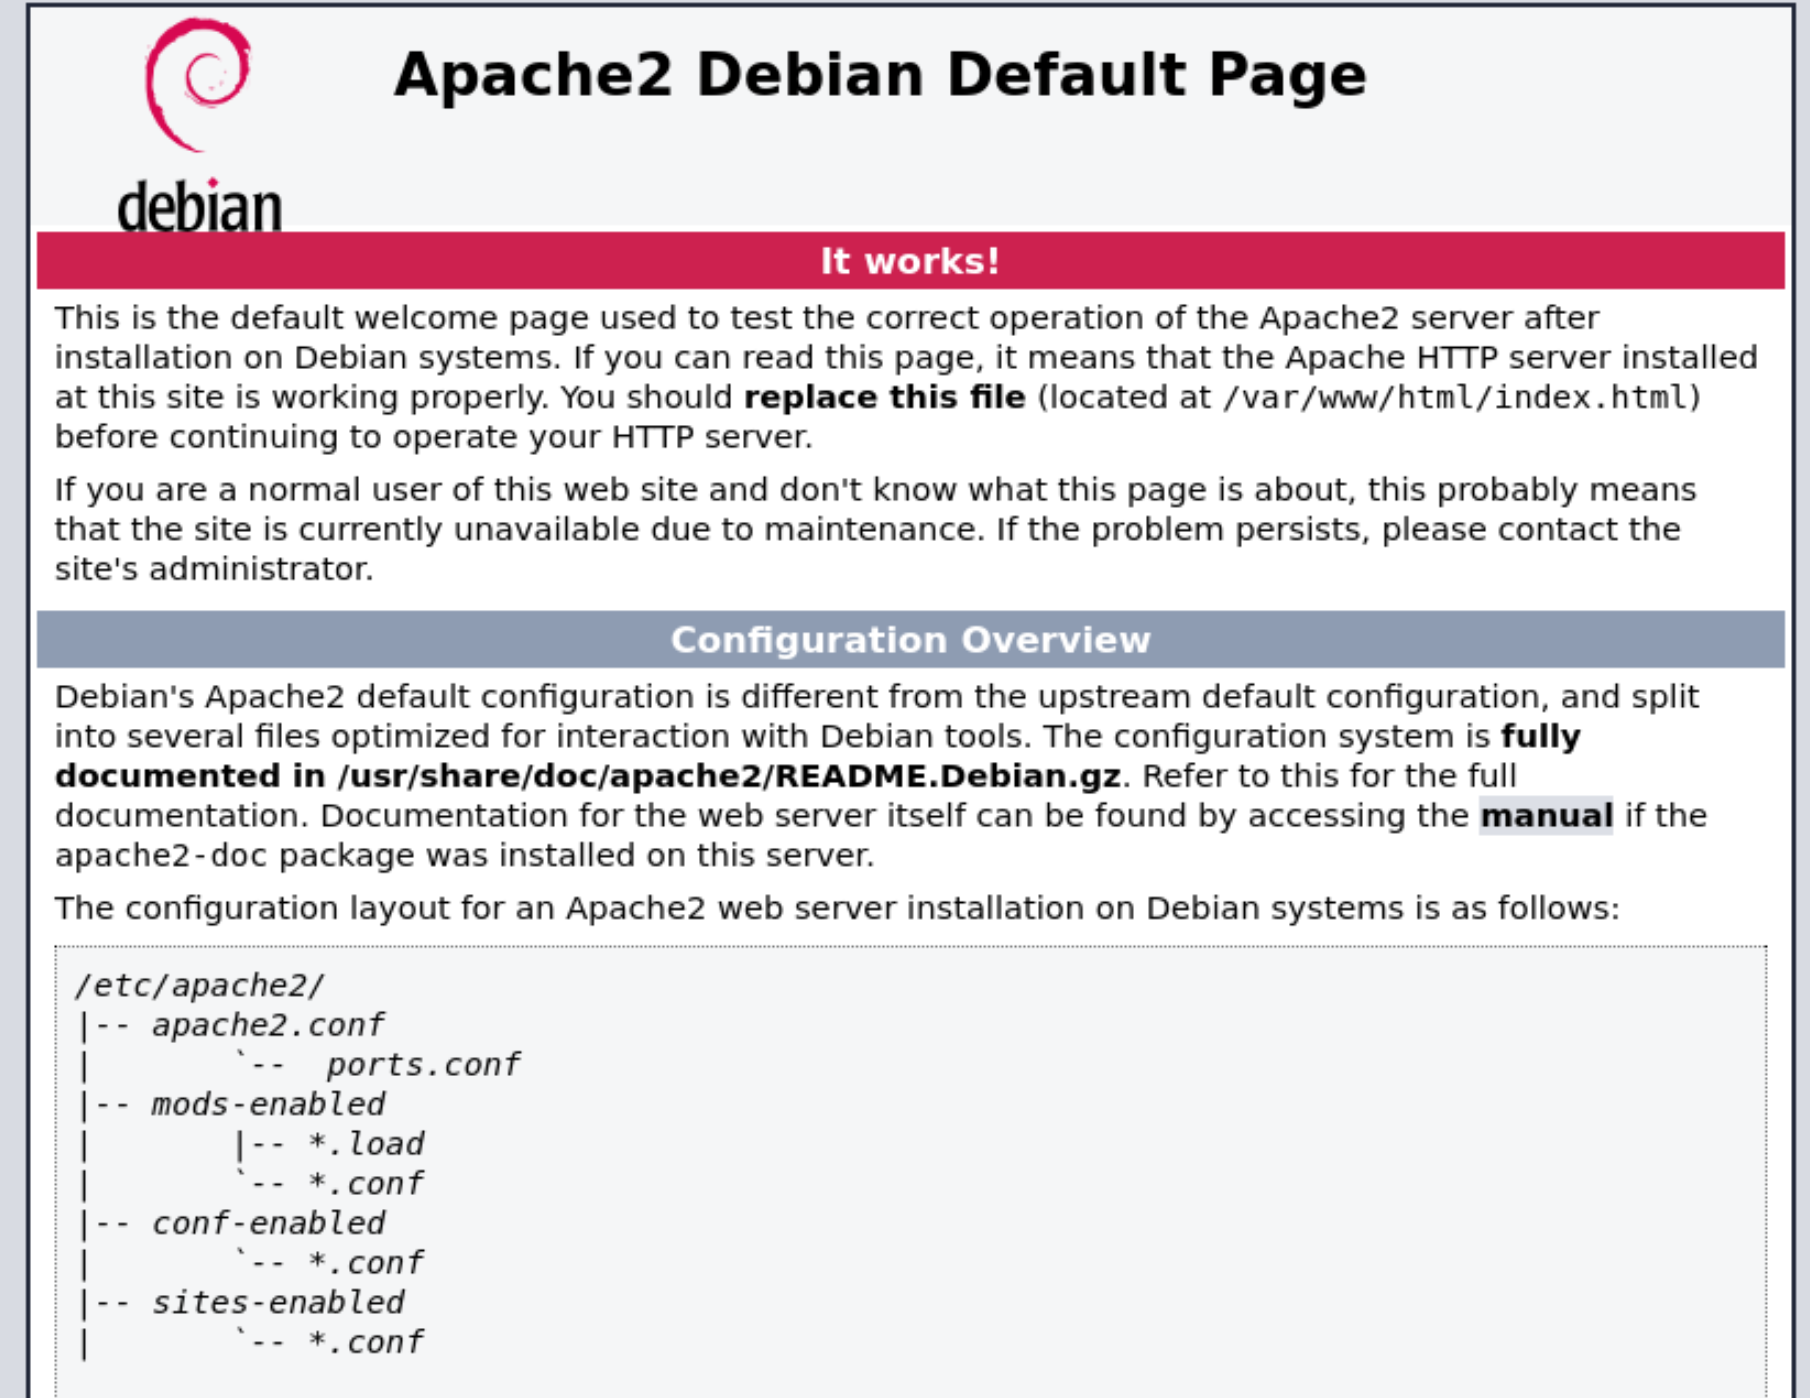 debian
Apache2 Debian Default Page
It works!
This is the default welcome page used to test the correct operation of the Apache2 server after
installation on Debian systems. If you can read this page, it means that the Apache HTTP server installed
at this site is working properly. You should replace this file (located at /var/www/html/index.html)
before continuing to operate your HTTP server.
If you are a normal user of this web site and don't know what this page is about, this probably means
that the site is currently unavailable due to maintenance. If the problem persists, please contact the
site's administrator.
Configuration Overview
Debian's Apache2 default configuration is different from the upstream default configuration, and split
into several files optimized for interaction with Debian tools. The configuration system is fully
documented in /usr/share/doc/apache2/README.Debian.gz. Refer to this for the full
documentation. Documentation for the web server itself can be found by accessing the manual if the
apache2-doc package was installed on this server.
The configuration layout for an Apache2 web server installation on Debian systems is as follows:
/etc/apache2/
|-- apache2.conf
|       `--  ports.conf
|-- mods-enabled
|       |-- *.load
|       `-- *.conf
|-- conf-enabled
|       `-- *.conf
|-- sites-enabled
|       `-- *.conf